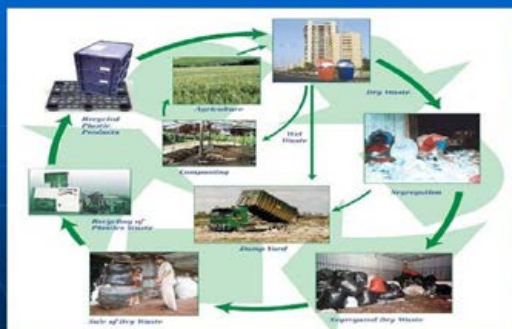 Recycled
Plastic
Products
Agriculture
Dry Waste
Composting
Wet
Waste
Segregation
Recycling of
Plastics Waste
Dump Yard
Sale of Dry Waste
Segregated Dry Waste